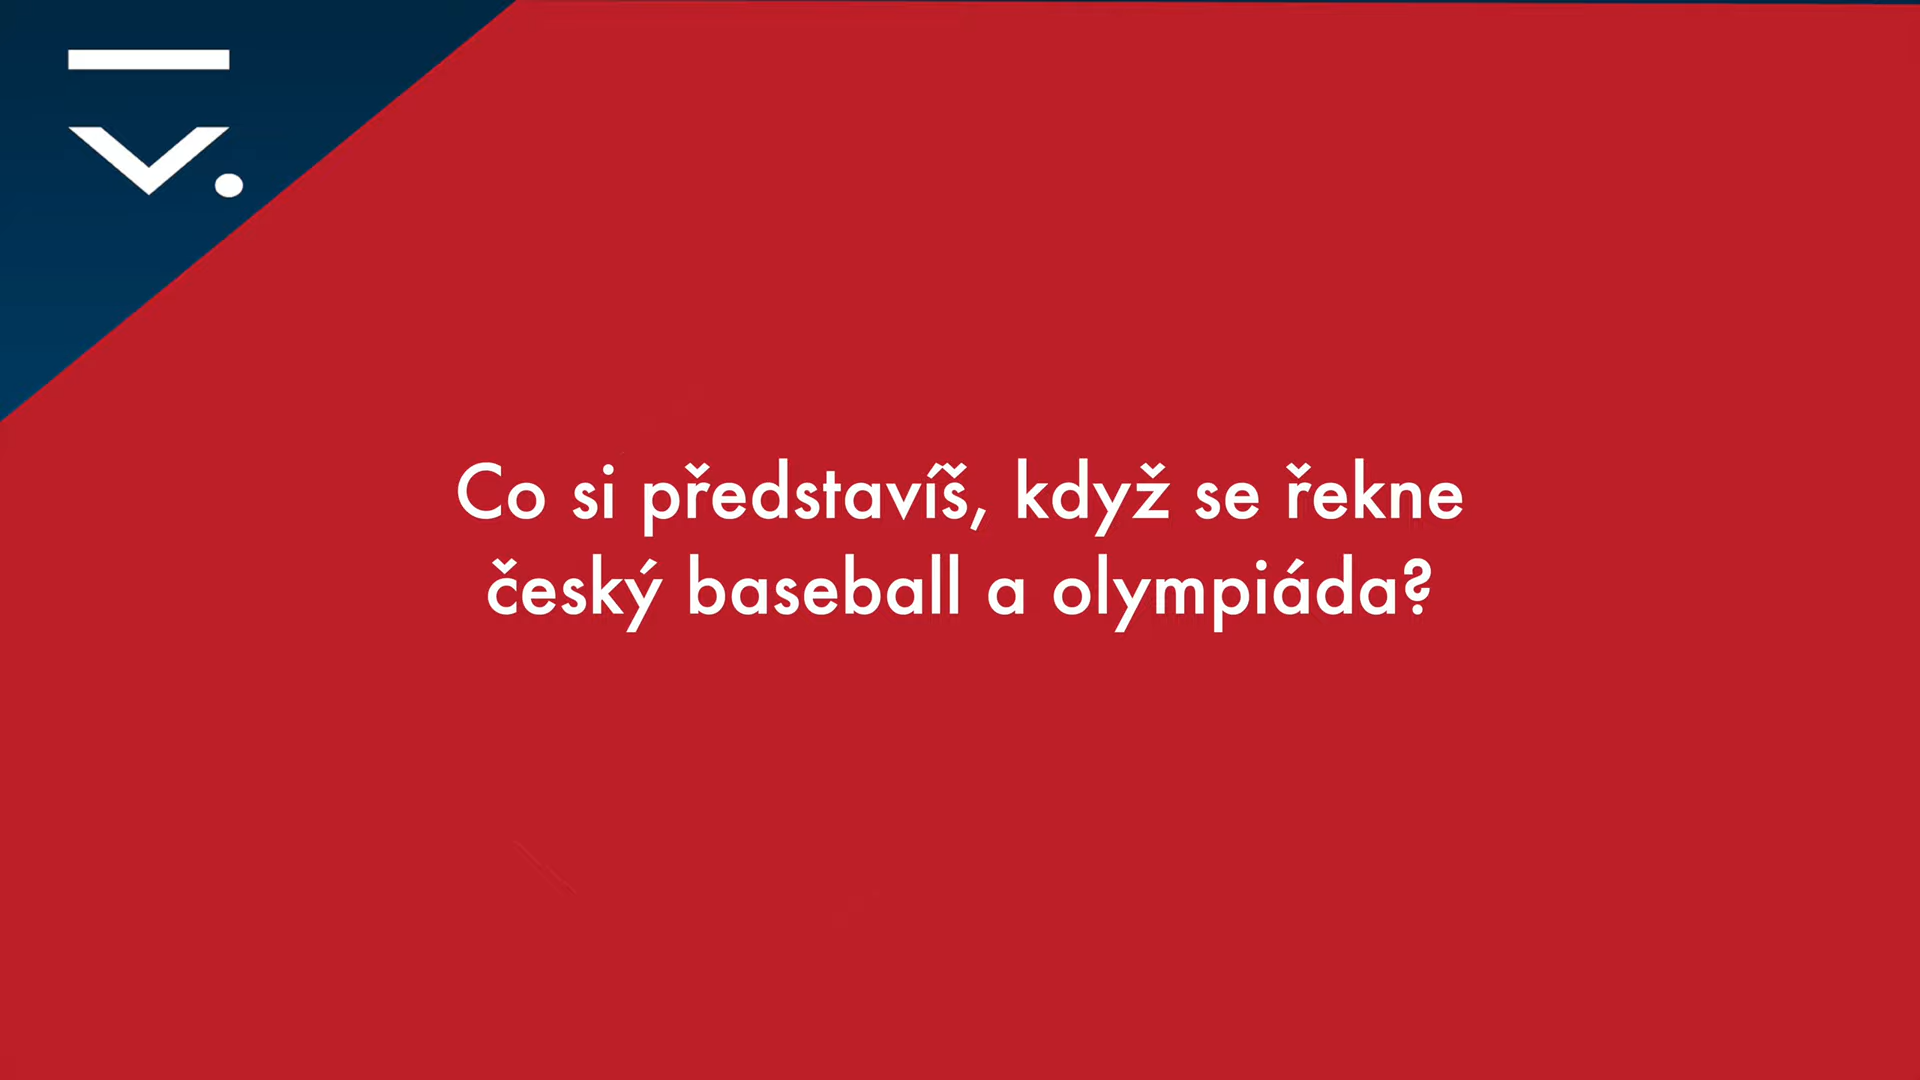 Co si představíš, když se řekne
český baseball a olympiáda?